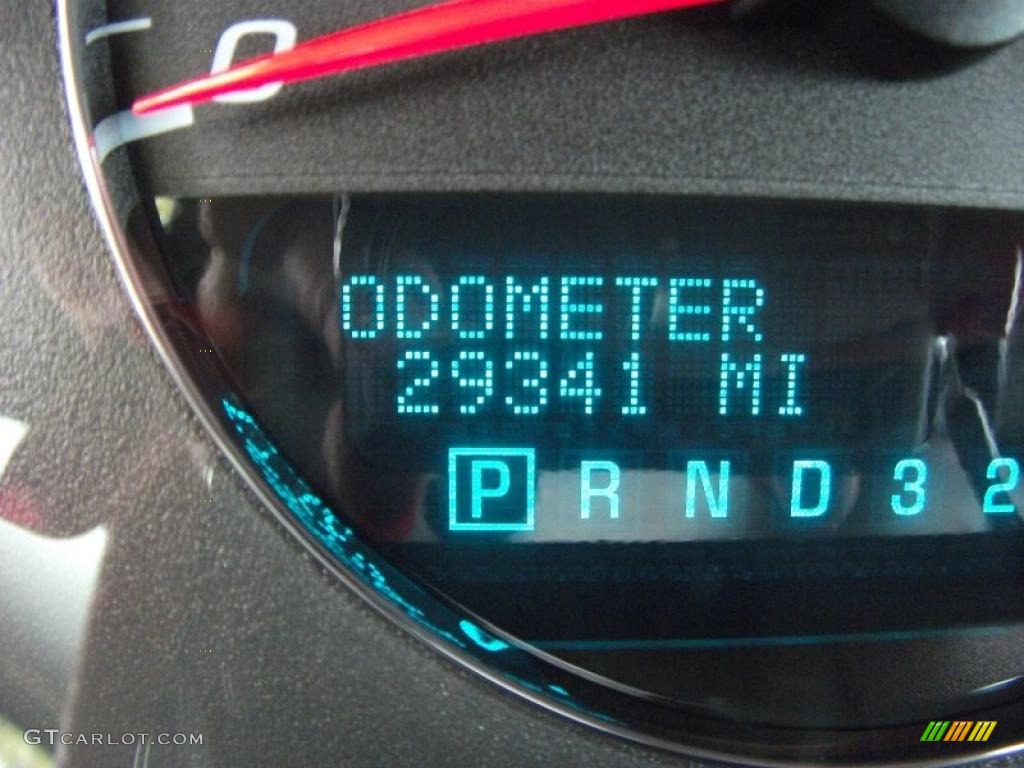 0
ODOMETER
29341 MI
P R N D 3 2
GTCARLOT.COM